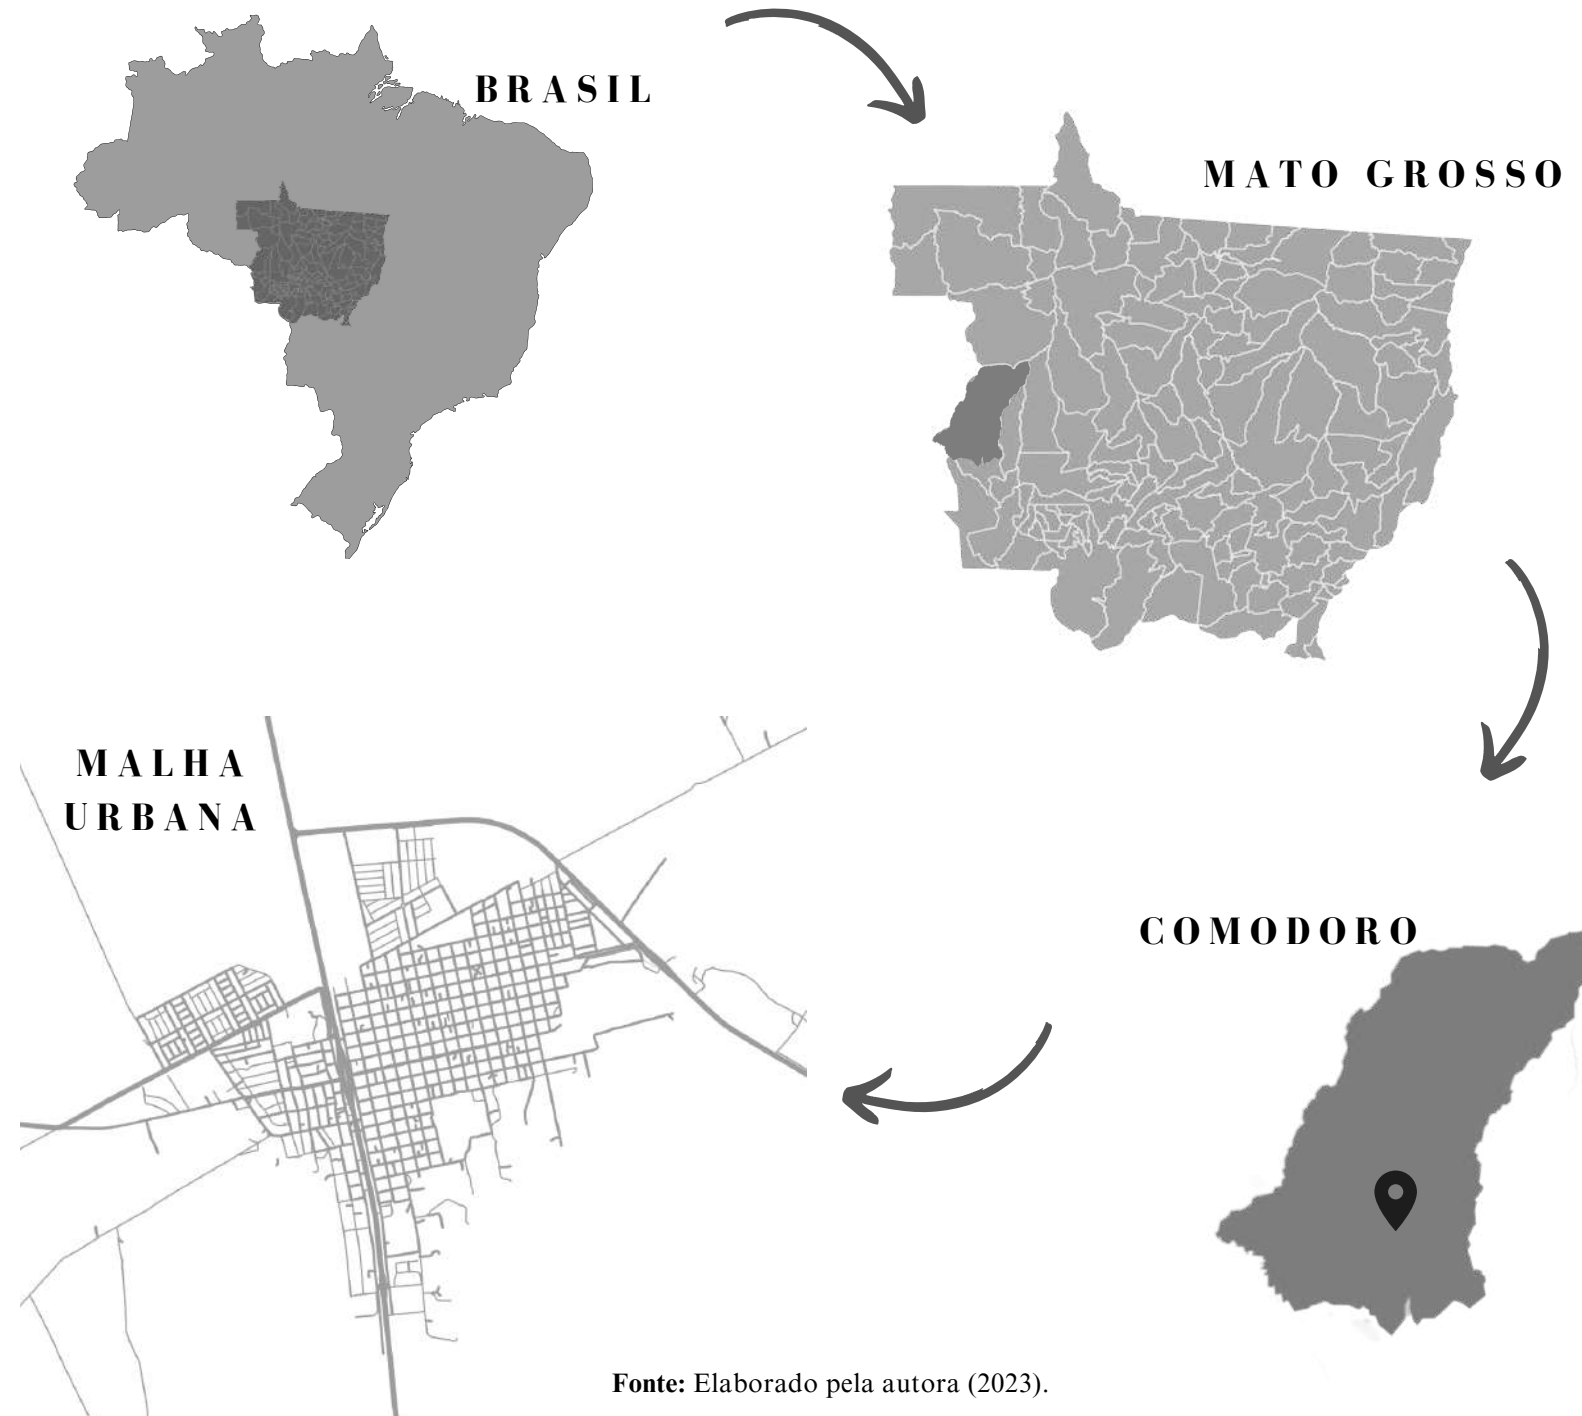 BRASIL
MATO GROSSO
MALHA
URBANA
COMODORO
Fonte: Elaborado pela autora (2023).